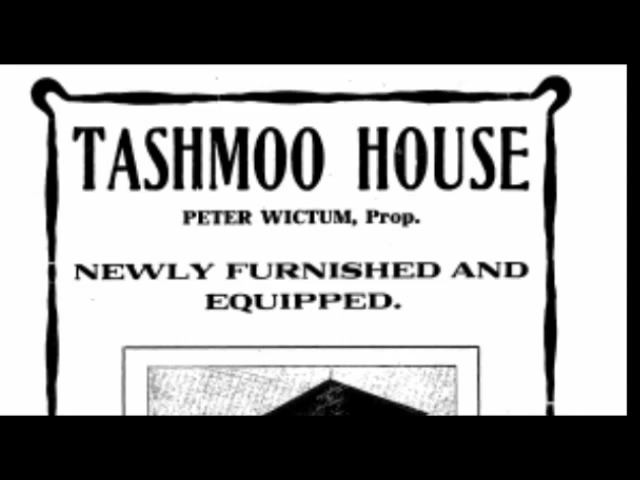 TASHMOO HOUSE
PETER WICTUM, Prop.
NEWLY FURNISHED AND
EQUIPPED.